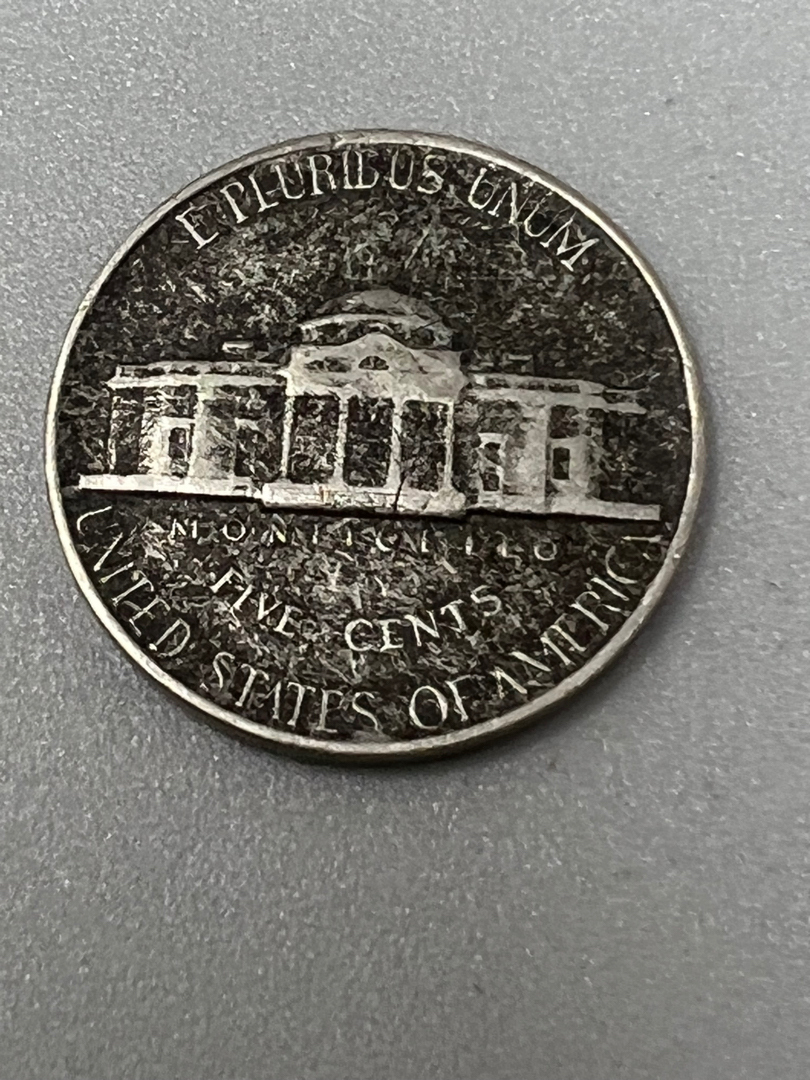 E PLURIBUS UNUM
MONTICELLO
FIVE CENTS
UNITED STATES OF AMERICA